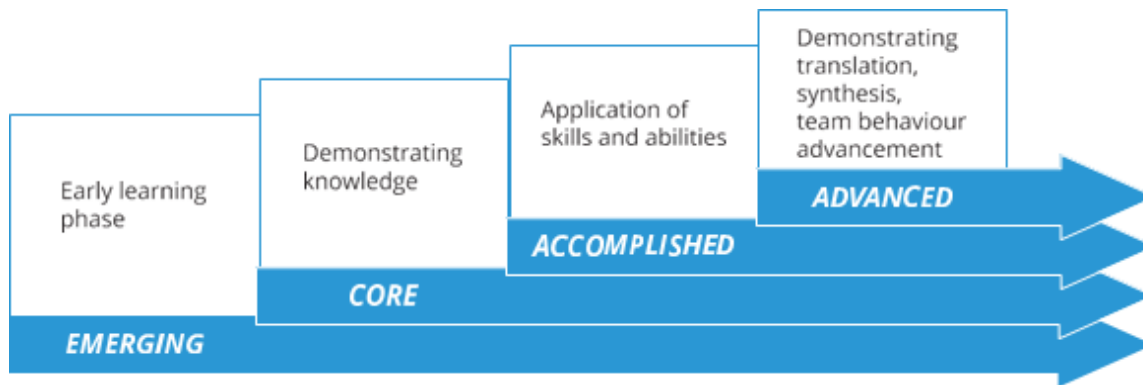 Early learning
phase
EMERGING
Demonstrating
knowledge
CORE
Application of
skills and abilities
ACCOMPLISHED
Demonstrating
translation,
synthesis,
team behaviour
advancement
ADVANCED